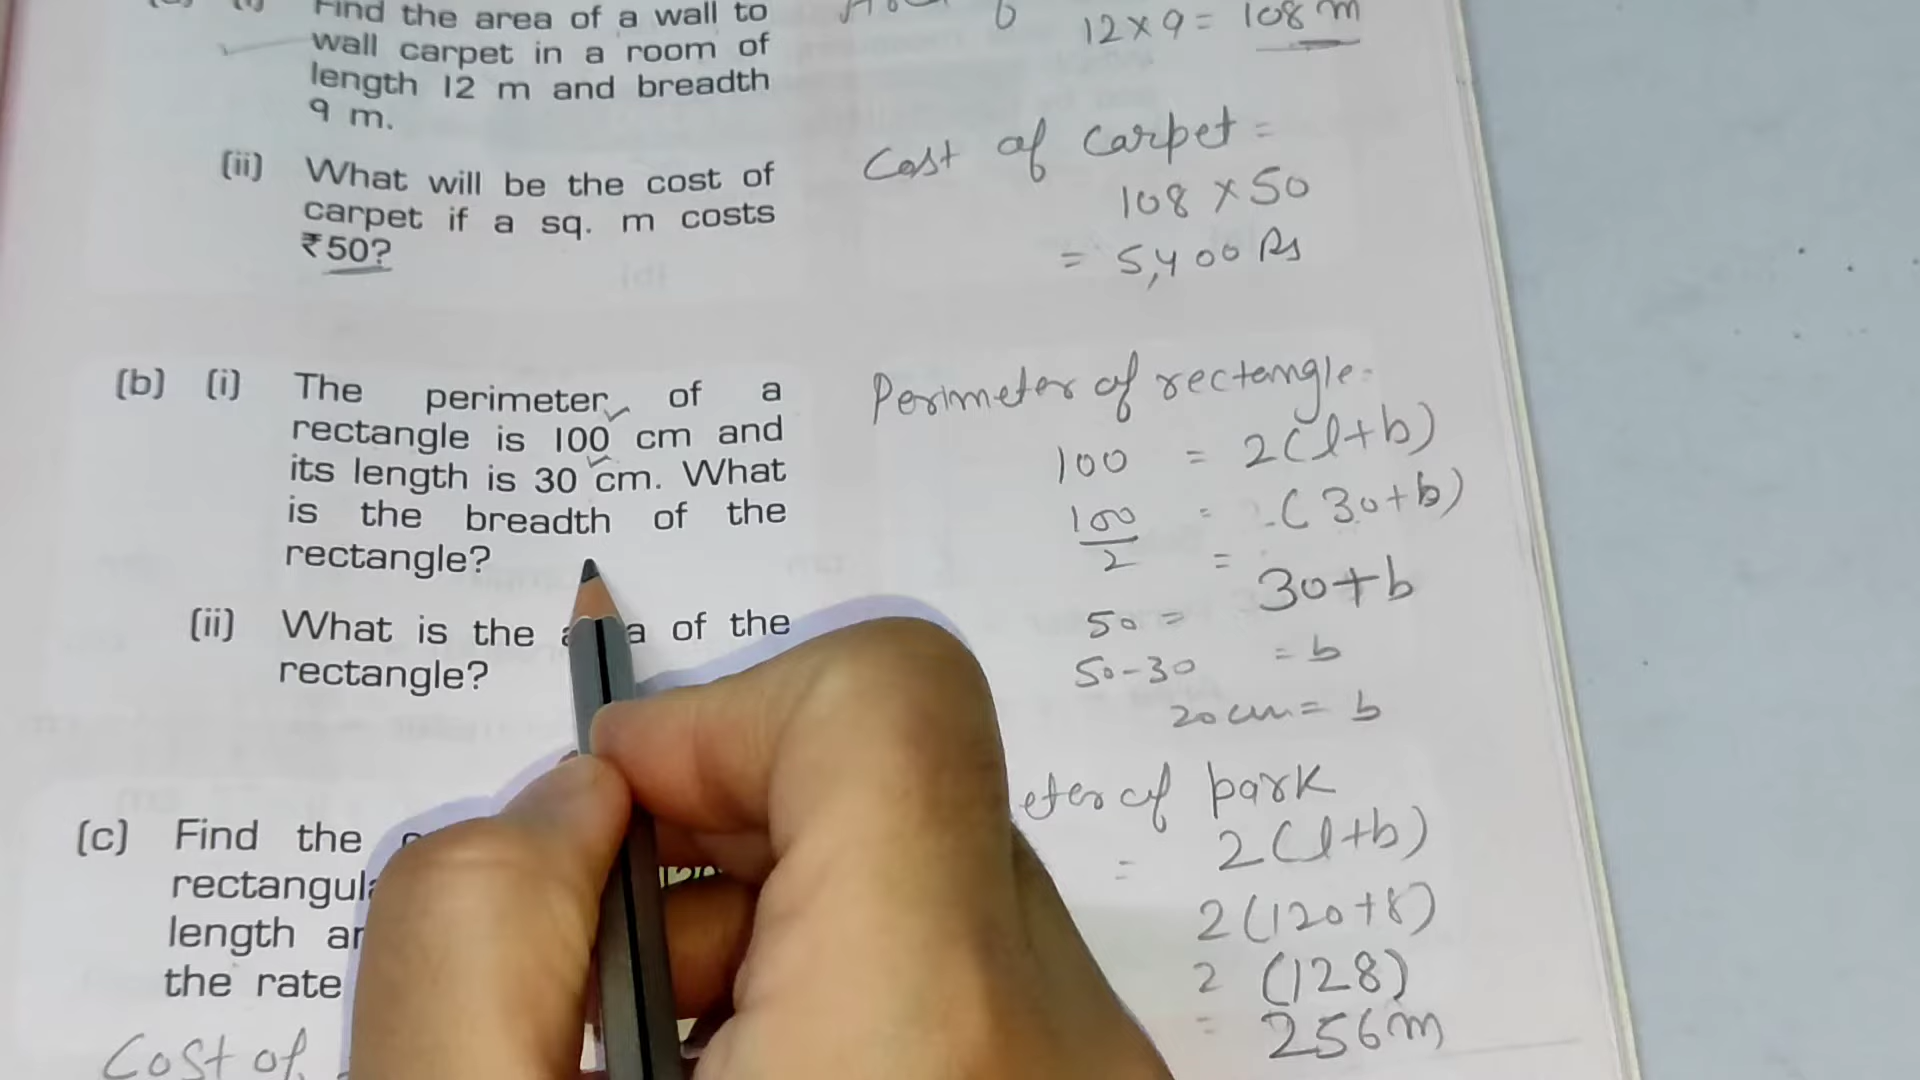 Find the area of a wall to
wall carpet in a room of
length 12 m and breadth
9 m.
12 × 9 = 108 m
(ii) What will be the cost of
carpet if a sq. m costs
₹50?
Cost of carpet =
108 × 50
= 5,400 Rs
(b) (i) The perimeter of a
rectangle is 100 cm and
its length is 30 cm. What
is the breadth of the
rectangle?
(ii) What is the of the
rectangle?
Perimeter of rectangle =
100 = 2(l+b)
100/2 = (30+b)
= 30+b
50 =
50-30 = b
20 cm = b
(c) Find the
length
the rate
Cost of
of park
= 2(l+b)
2(120+8)
2 (128)
= 256m